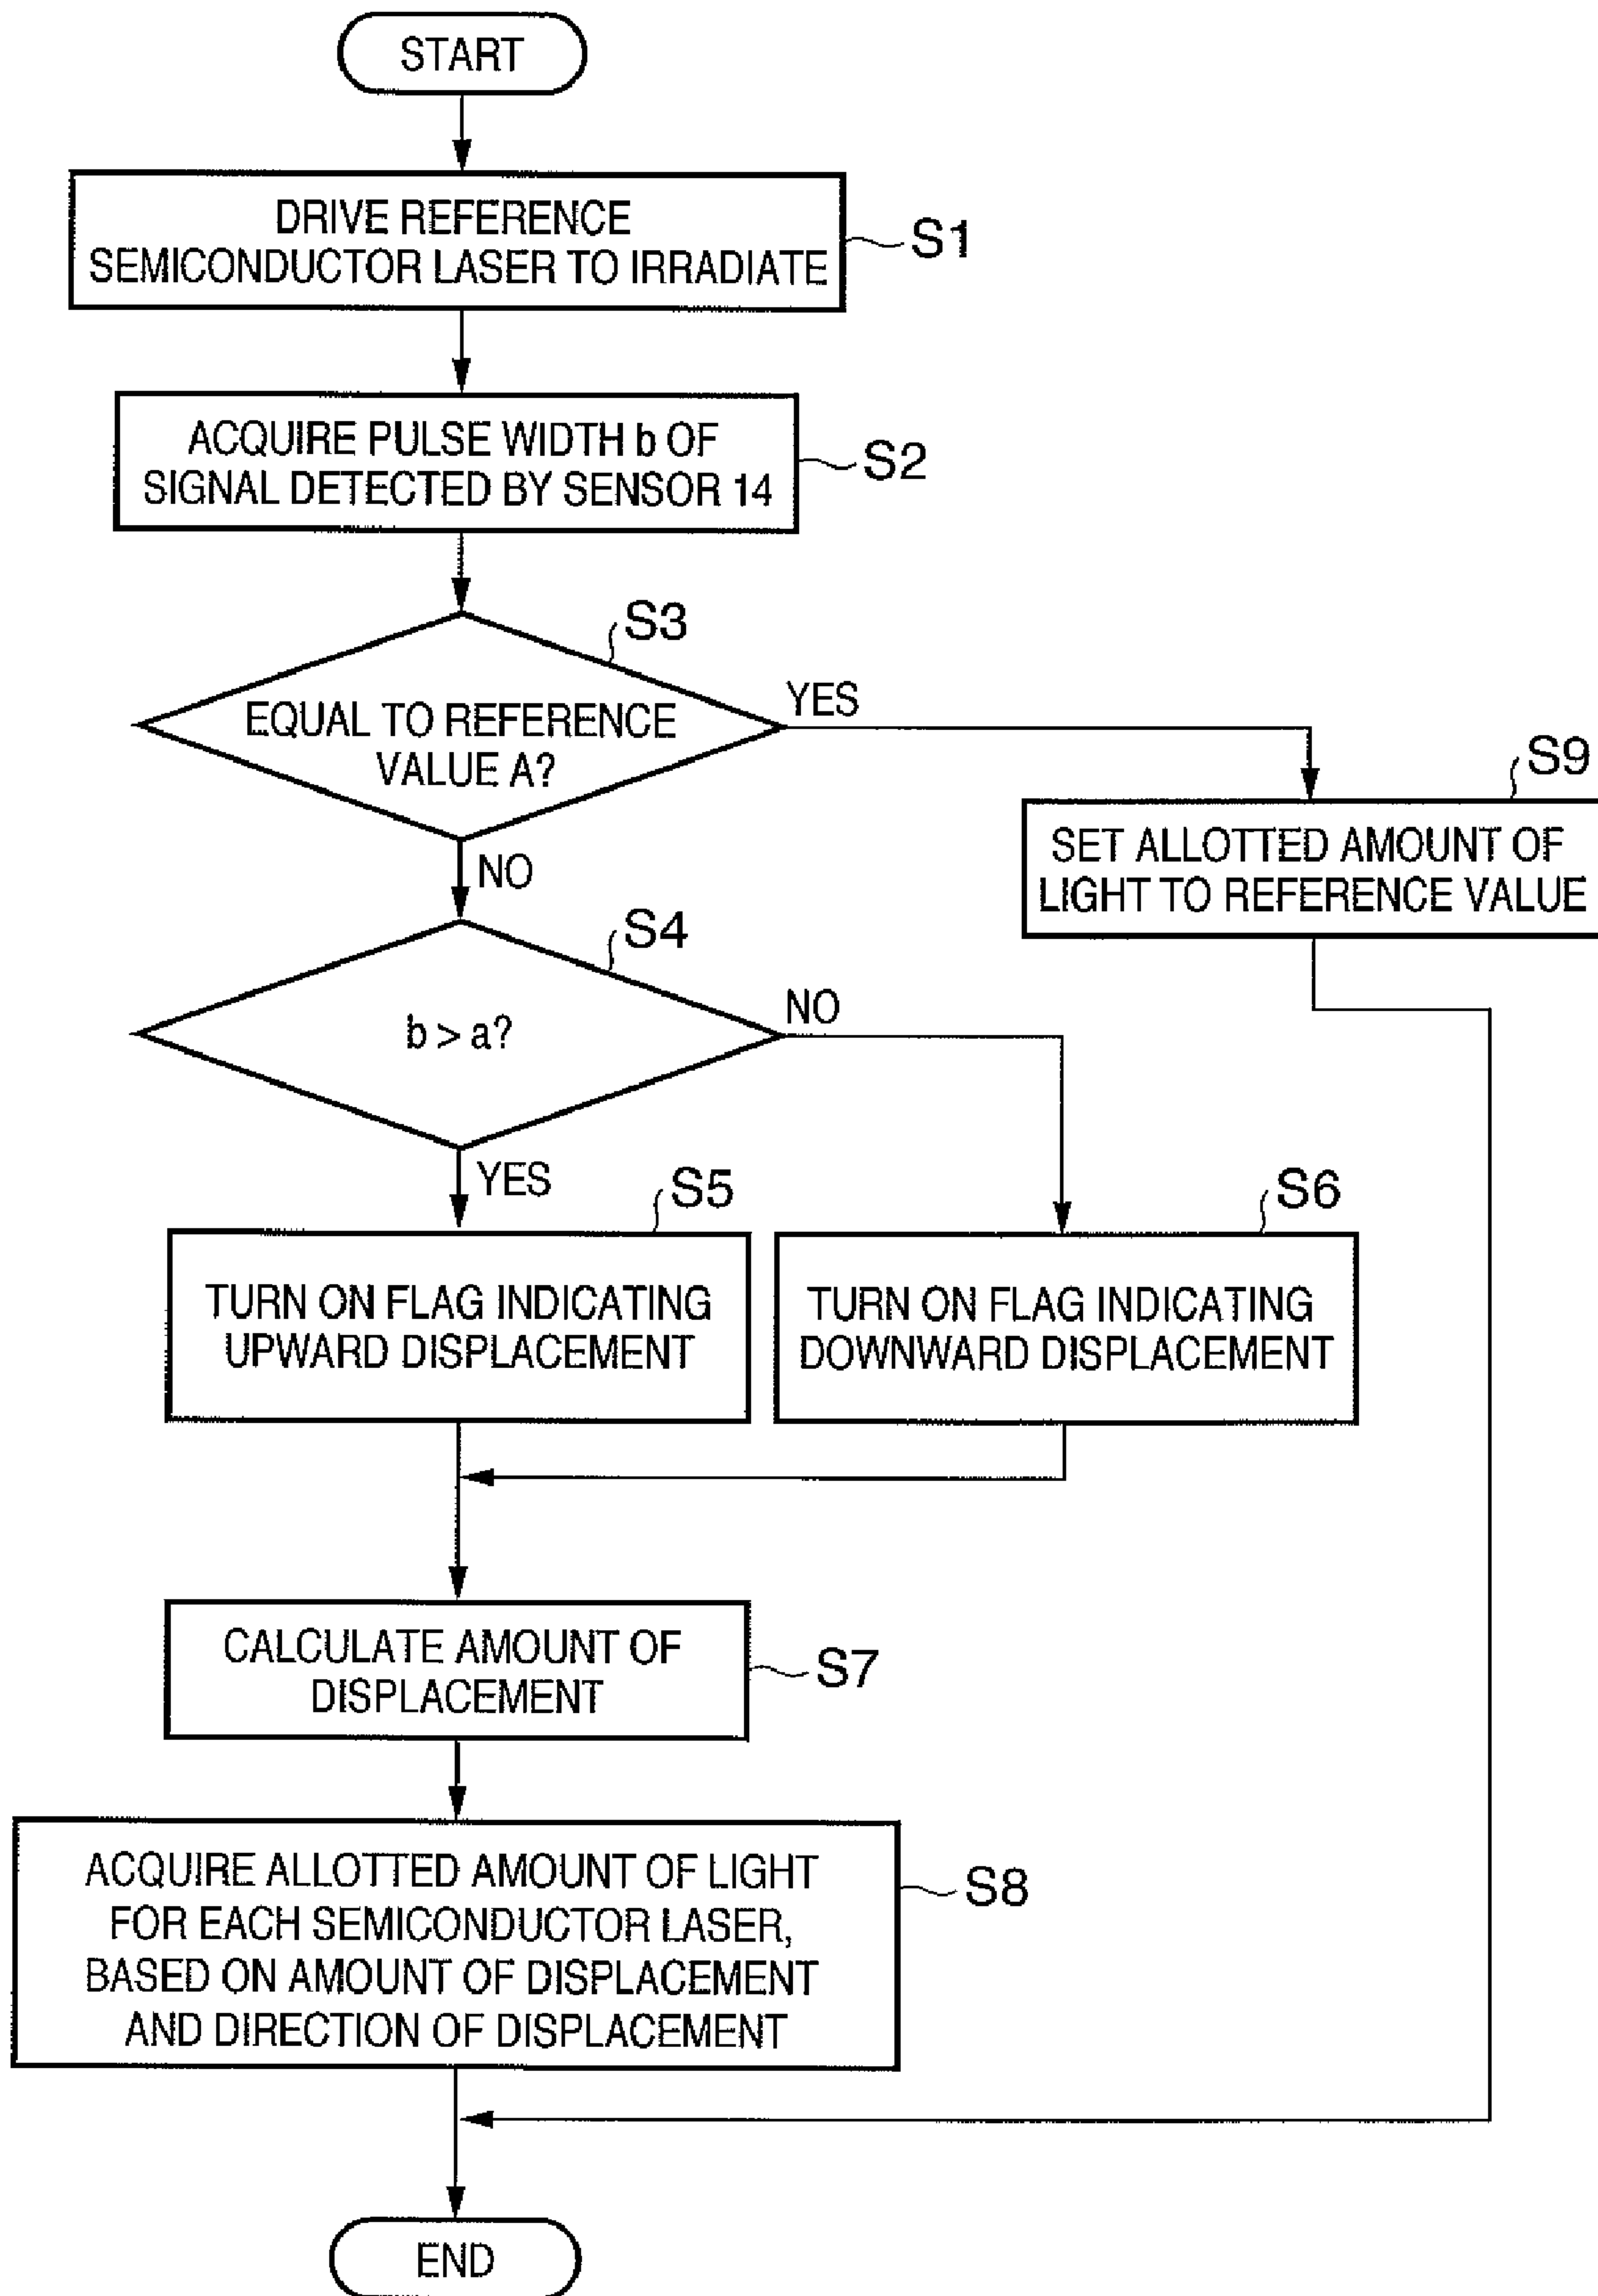 START
DRIVE REFERENCE
SEMICONDUCTOR LASER TO IRRADIATE
S1
ACQUIRE PULSE WIDTH b OF
SIGNAL DETECTED BY SENSOR 14
S2
S3
EQUAL TO REFERENCE
VALUE A?
YES
NO
S9
SET ALLOTTED AMOUNT OF
LIGHT TO REFERENCE VALUE
S4
b > a?
NO
YES
S5
TURN ON FLAG INDICATING
UPWARD DISPLACEMENT
S6
TURN ON FLAG INDICATING
DOWNWARD DISPLACEMENT
CALCULATE AMOUNT OF
DISPLACEMENT
S7
ACQUIRE ALLOTTED AMOUNT OF LIGHT
FOR EACH SEMICONDUCTOR LASER,
BASED ON AMOUNT OF DISPLACEMENT
AND DIRECTION OF DISPLACEMENT
S8
END